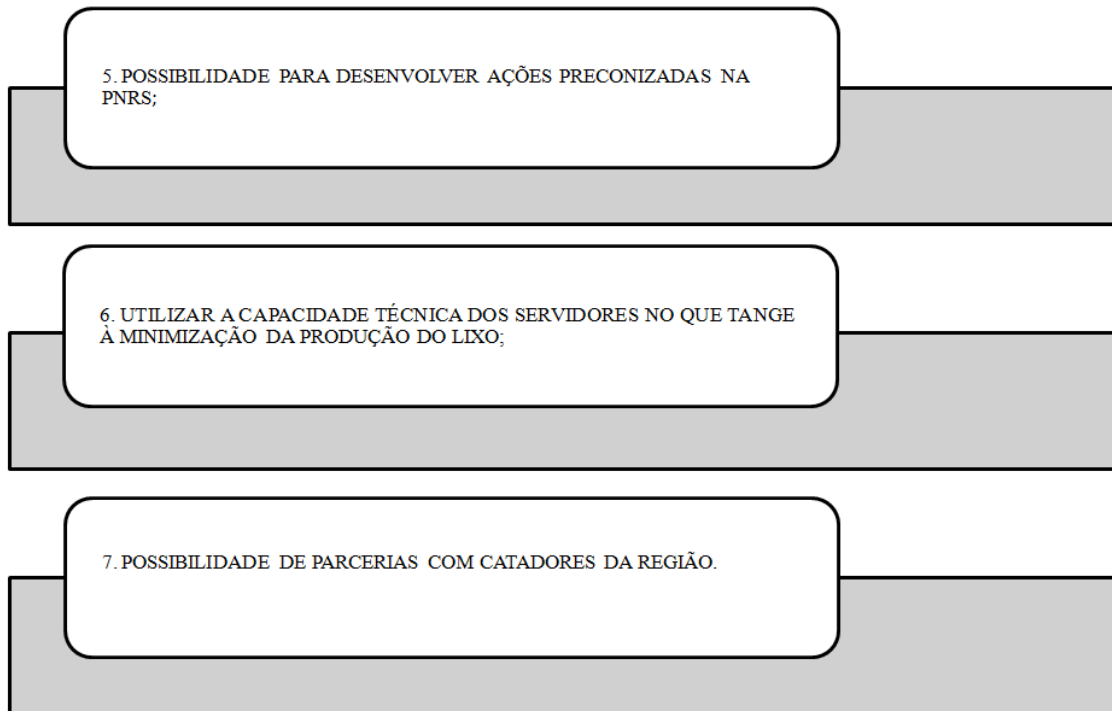 5. POSSIBILIDADE PARA DESENVOLVER AÇÕES PRECONIZADAS NA
PNRS;
6. UTILIZAR A CAPACIDADE TÉCNICA DOS SERVIDORES NO QUE TANGE
À MINIMIZAÇÃO DA PRODUÇÃO DO LIXO;
7. POSSIBILIDADE DE PARCERIAS COM CATADORES DA REGIÃO.